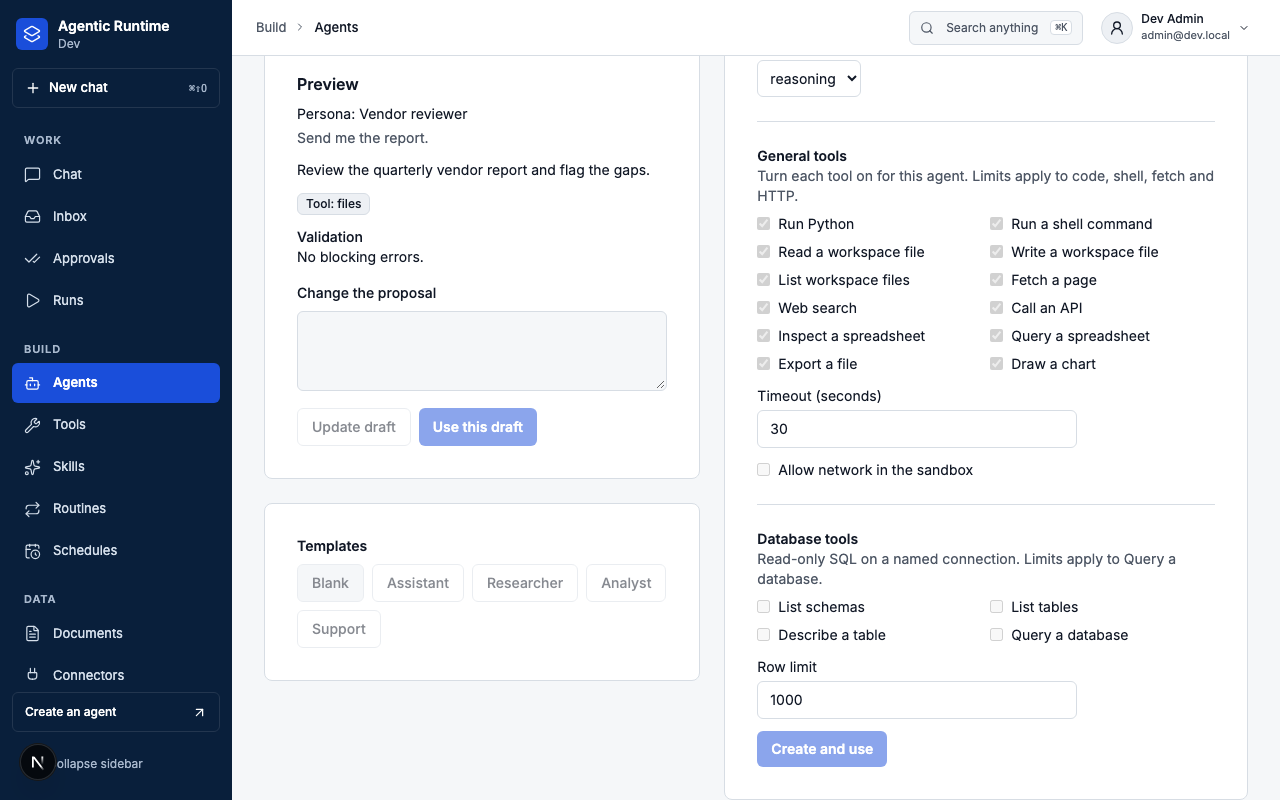 Agentic Runtime
Dev
New chat ⌘⇧O
WORK
Chat
Inbox
Approvals
Runs
BUILD
Agents
Tools
Skills
Routines
Schedules
DATA
Documents
Connectors
Create an agent
N
ollapse sidebar
Build > Agents
Search anything ⌘K
Dev Admin
admin@dev.local
Preview
Persona: Vendor reviewer
Send me the report.
Review the quarterly vendor report and flag the gaps.
Tool: files
Validation
No blocking errors.
Change the proposal
Update draft Use this draft
Templates
Blank Assistant Researcher Analyst
Support
reasoning
General tools
Turn each tool on for this agent. Limits apply to code, shell, fetch and
HTTP.
Run Python Run a shell command
Read a workspace file Write a workspace file
List workspace files Fetch a page
Web search Call an API
Inspect a spreadsheet Query a spreadsheet
Export a file Draw a chart
Timeout (seconds)
30
Allow network in the sandbox
Database tools
Read-only SQL on a named connection. Limits apply to Query a
database.
List schemas List tables
Describe a table Query a database
Row limit
1000
Create and use